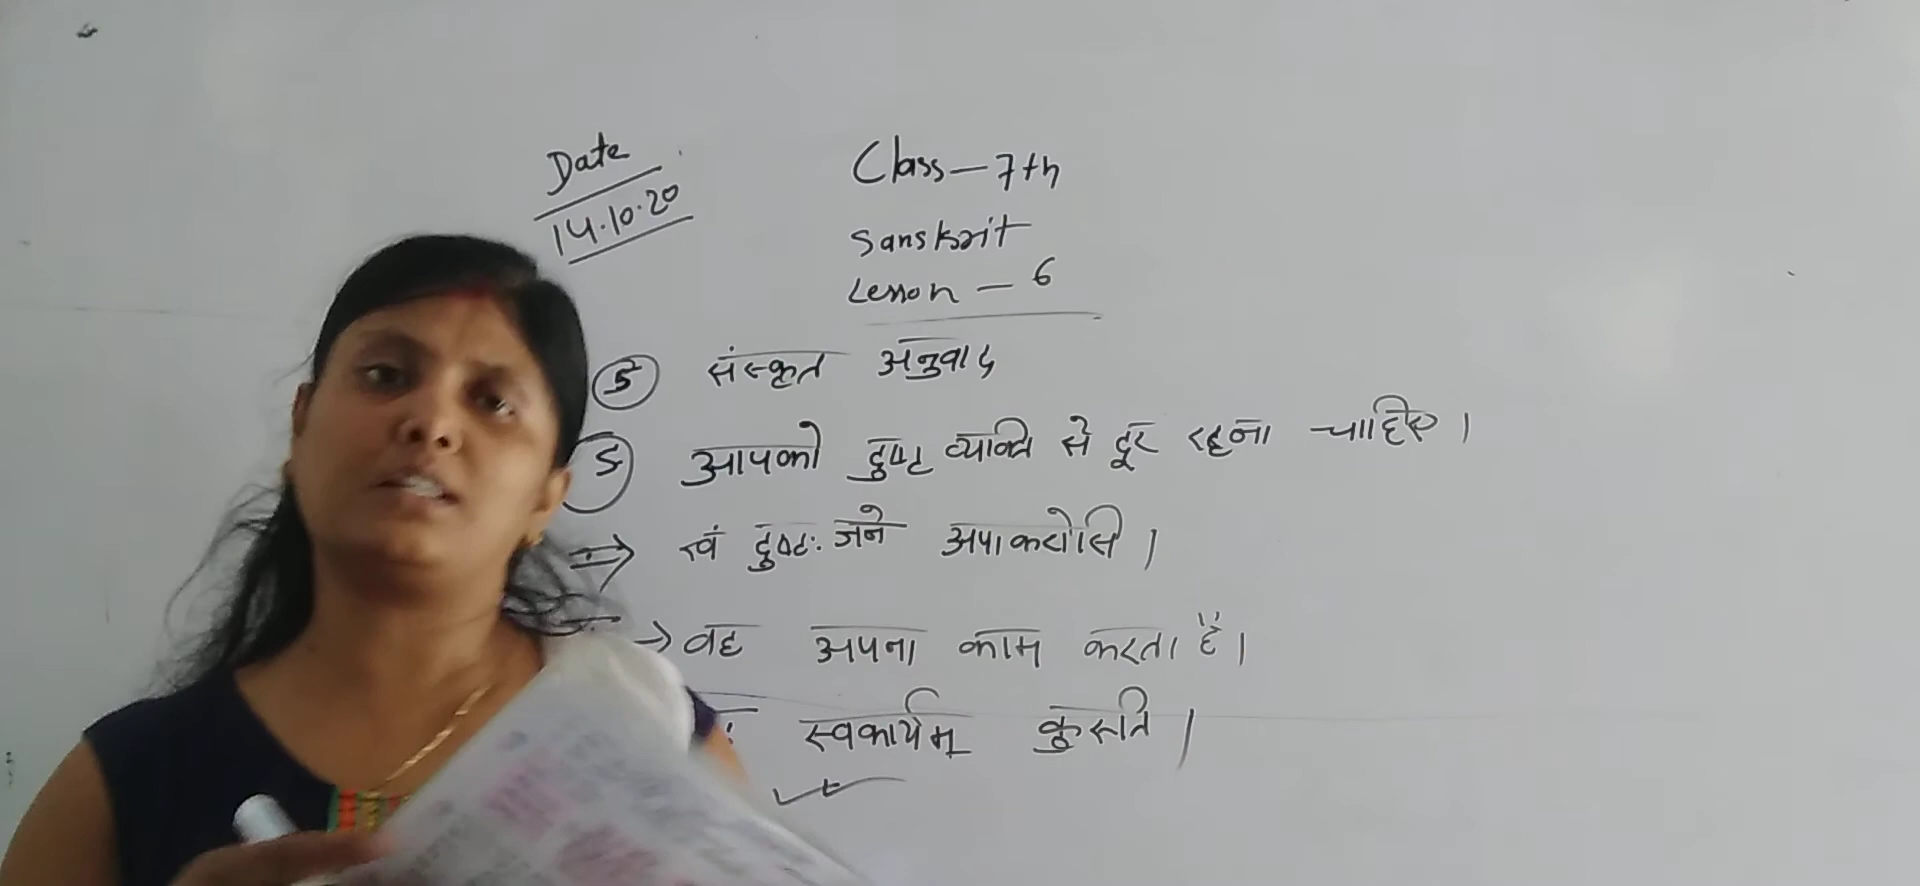 Date
14.10.20
Class - 7th
Sanskrit
Lesson - 6
5 संस्कृत अनुवाद
5 आपको दुष्ट व्यक्ति से दूर रहना चाहिए।
⇒ त्वं दुष्टः जने अपाकरोसि।
→ वह अपना काम करता है।
स्वकार्यम् कुरुति।